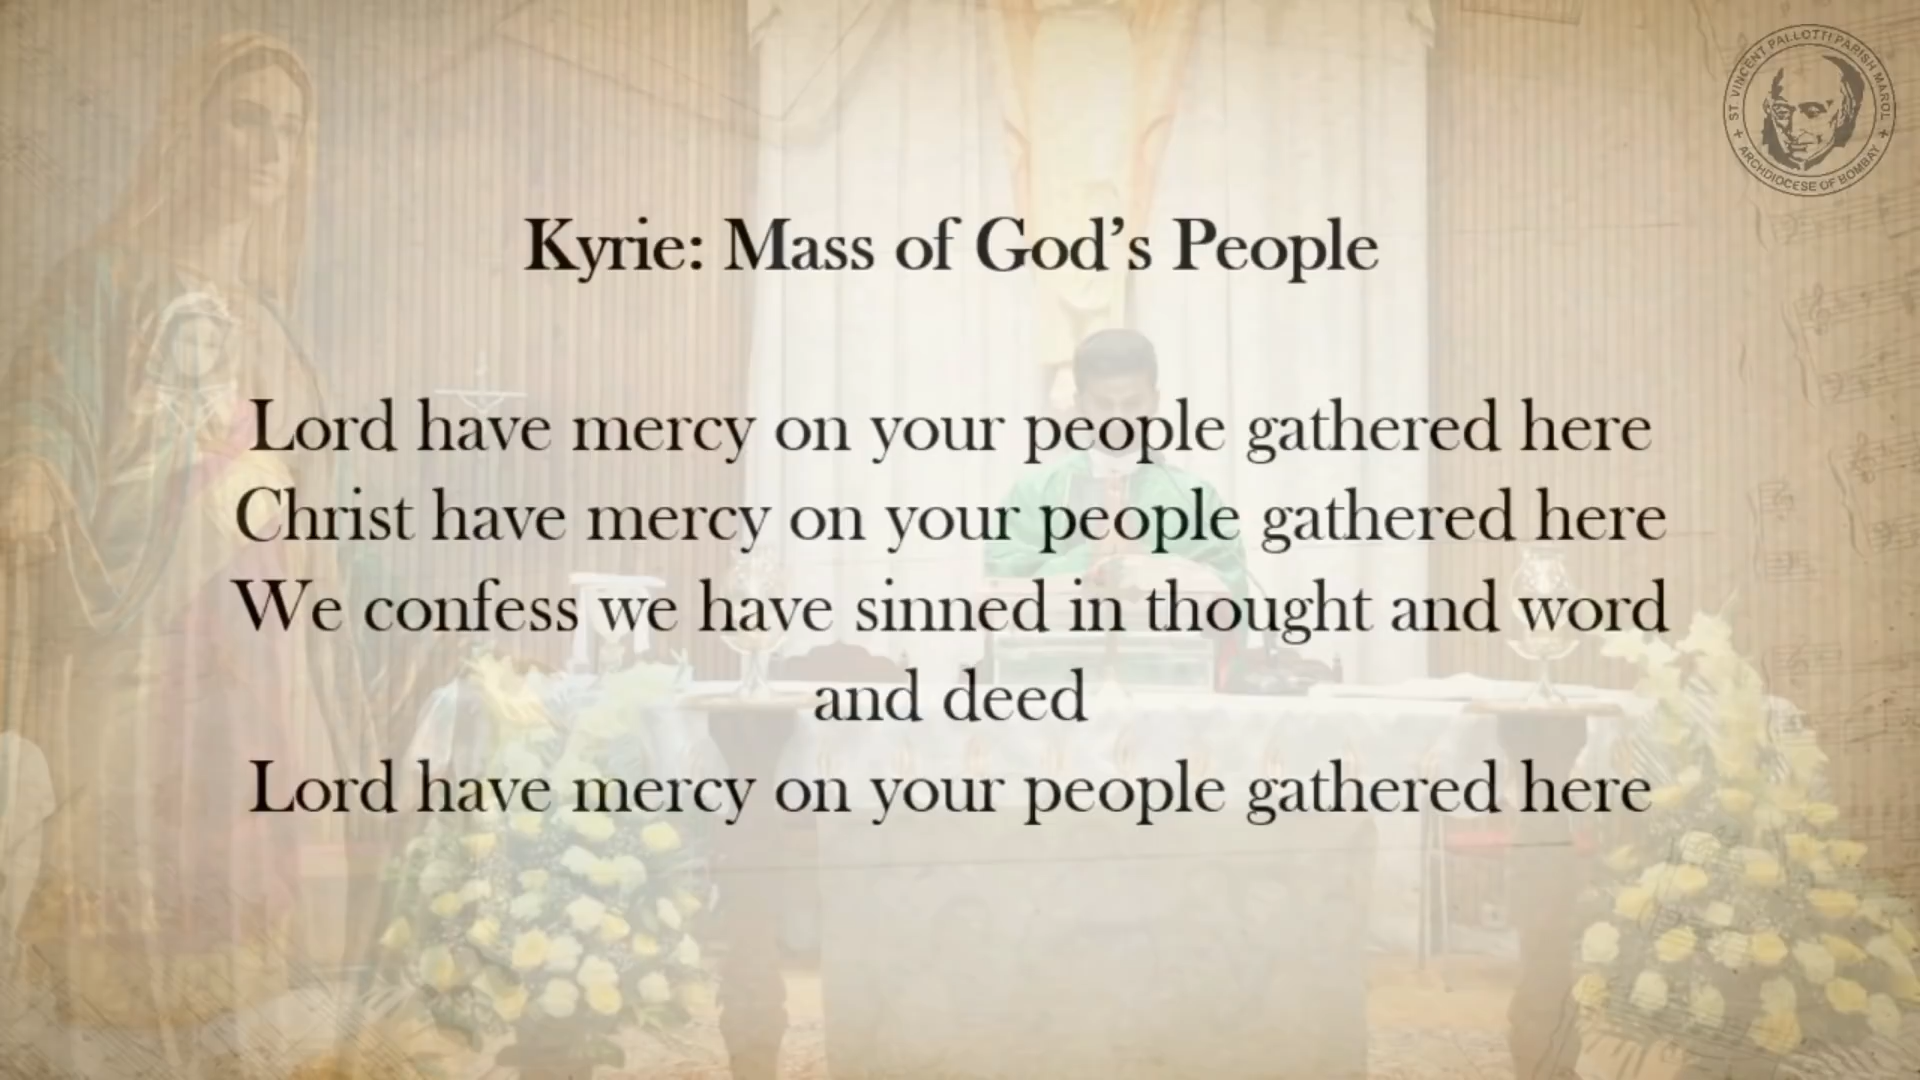 ST VINCENT PALLOTTI PARISH MAROL
ARCHDIOCESE OF BOMBAY
Kyrie: Mass of God’s People
Lord have mercy on your people gathered here
Christ have mercy on your people gathered here
We confess we have sinned in thought and word
and deed
Lord have mercy on your people gathered here